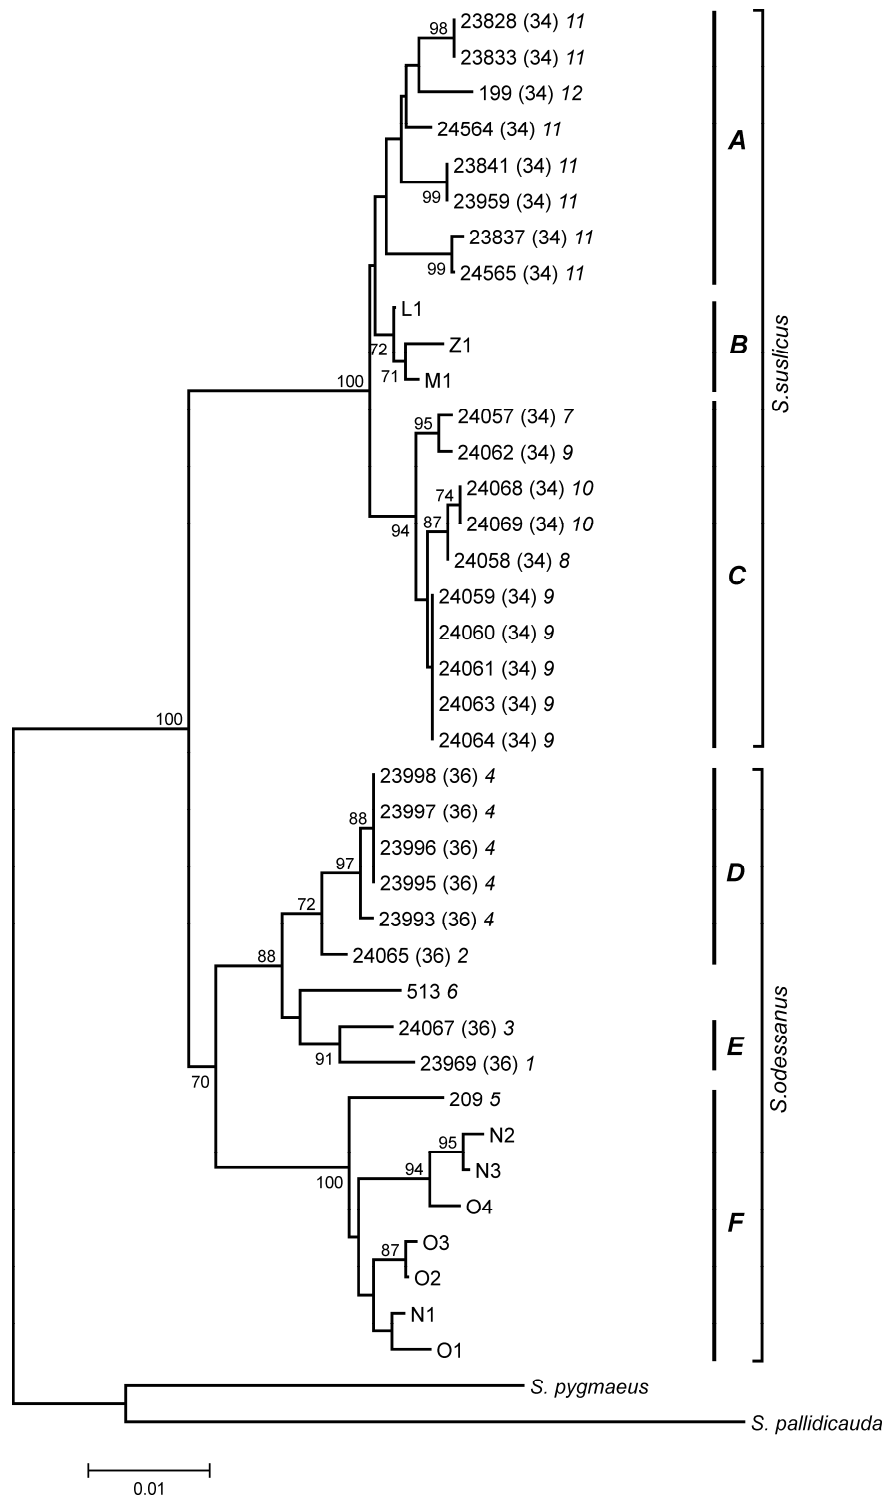 98
23828 (34) 11
23833 (34) 11
199 (34) 12
24564 (34) 11
23841 (34) 11
99
23959 (34) 11
23837 (34) 11
99
24565 (34) 11
A
L1
72
Z1
71
M1
B
S.suslicus
100
95
24057 (34) 7
24062 (34) 9
74
24068 (34) 10
94
87
24069 (34) 10
24058 (34) 8
C
24059 (34) 9
24060 (34) 9
24061 (34) 9
24063 (34) 9
24064 (34) 9
100
23998 (36) 4
23997 (36) 4
88
23996 (36) 4
97
23995 (36) 4
D
72
23993 (36) 4
88
24065 (36) 2
513 6
24067 (36) 3
91
23969 (36) 1
E
S.odessanus
70
209 5
95
N2
94
N3
100
O4
F
87
O3
O2
N1
O1
S. pygmaeus
S. pallidicauda
0.01